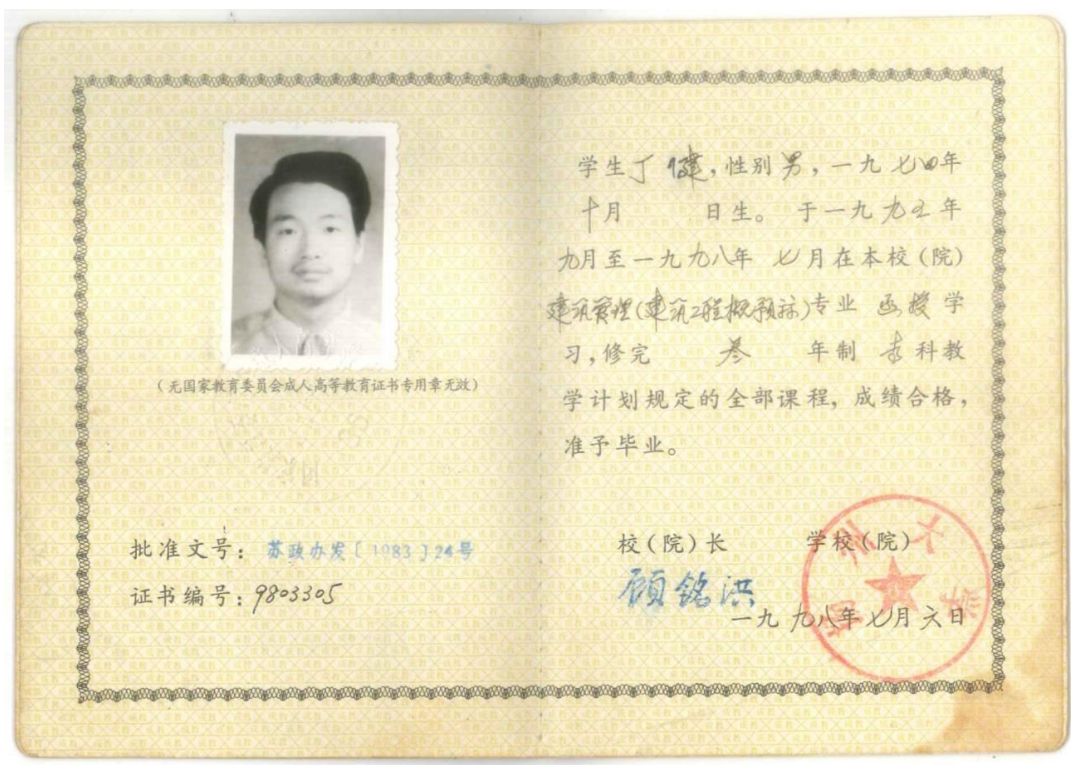 (无国家教育委员会成人高等教育证书专用章无效)
批准文号: 苏政办发〔1983〕24号
证书编号:9803305
学生丁健,性别男,一九七四年
十月 日生。于一九九五年
九月至一九九八年 七月在本校(院)
建筑管理(建筑工程概预算)专业 函授学
习,修完 叁 年制 科教
学计划规定的全部课程, 成绩合格,
准予毕业。
校(院)长 学校(院)
顾铭洪
一九九八年七月六日
扬州大学